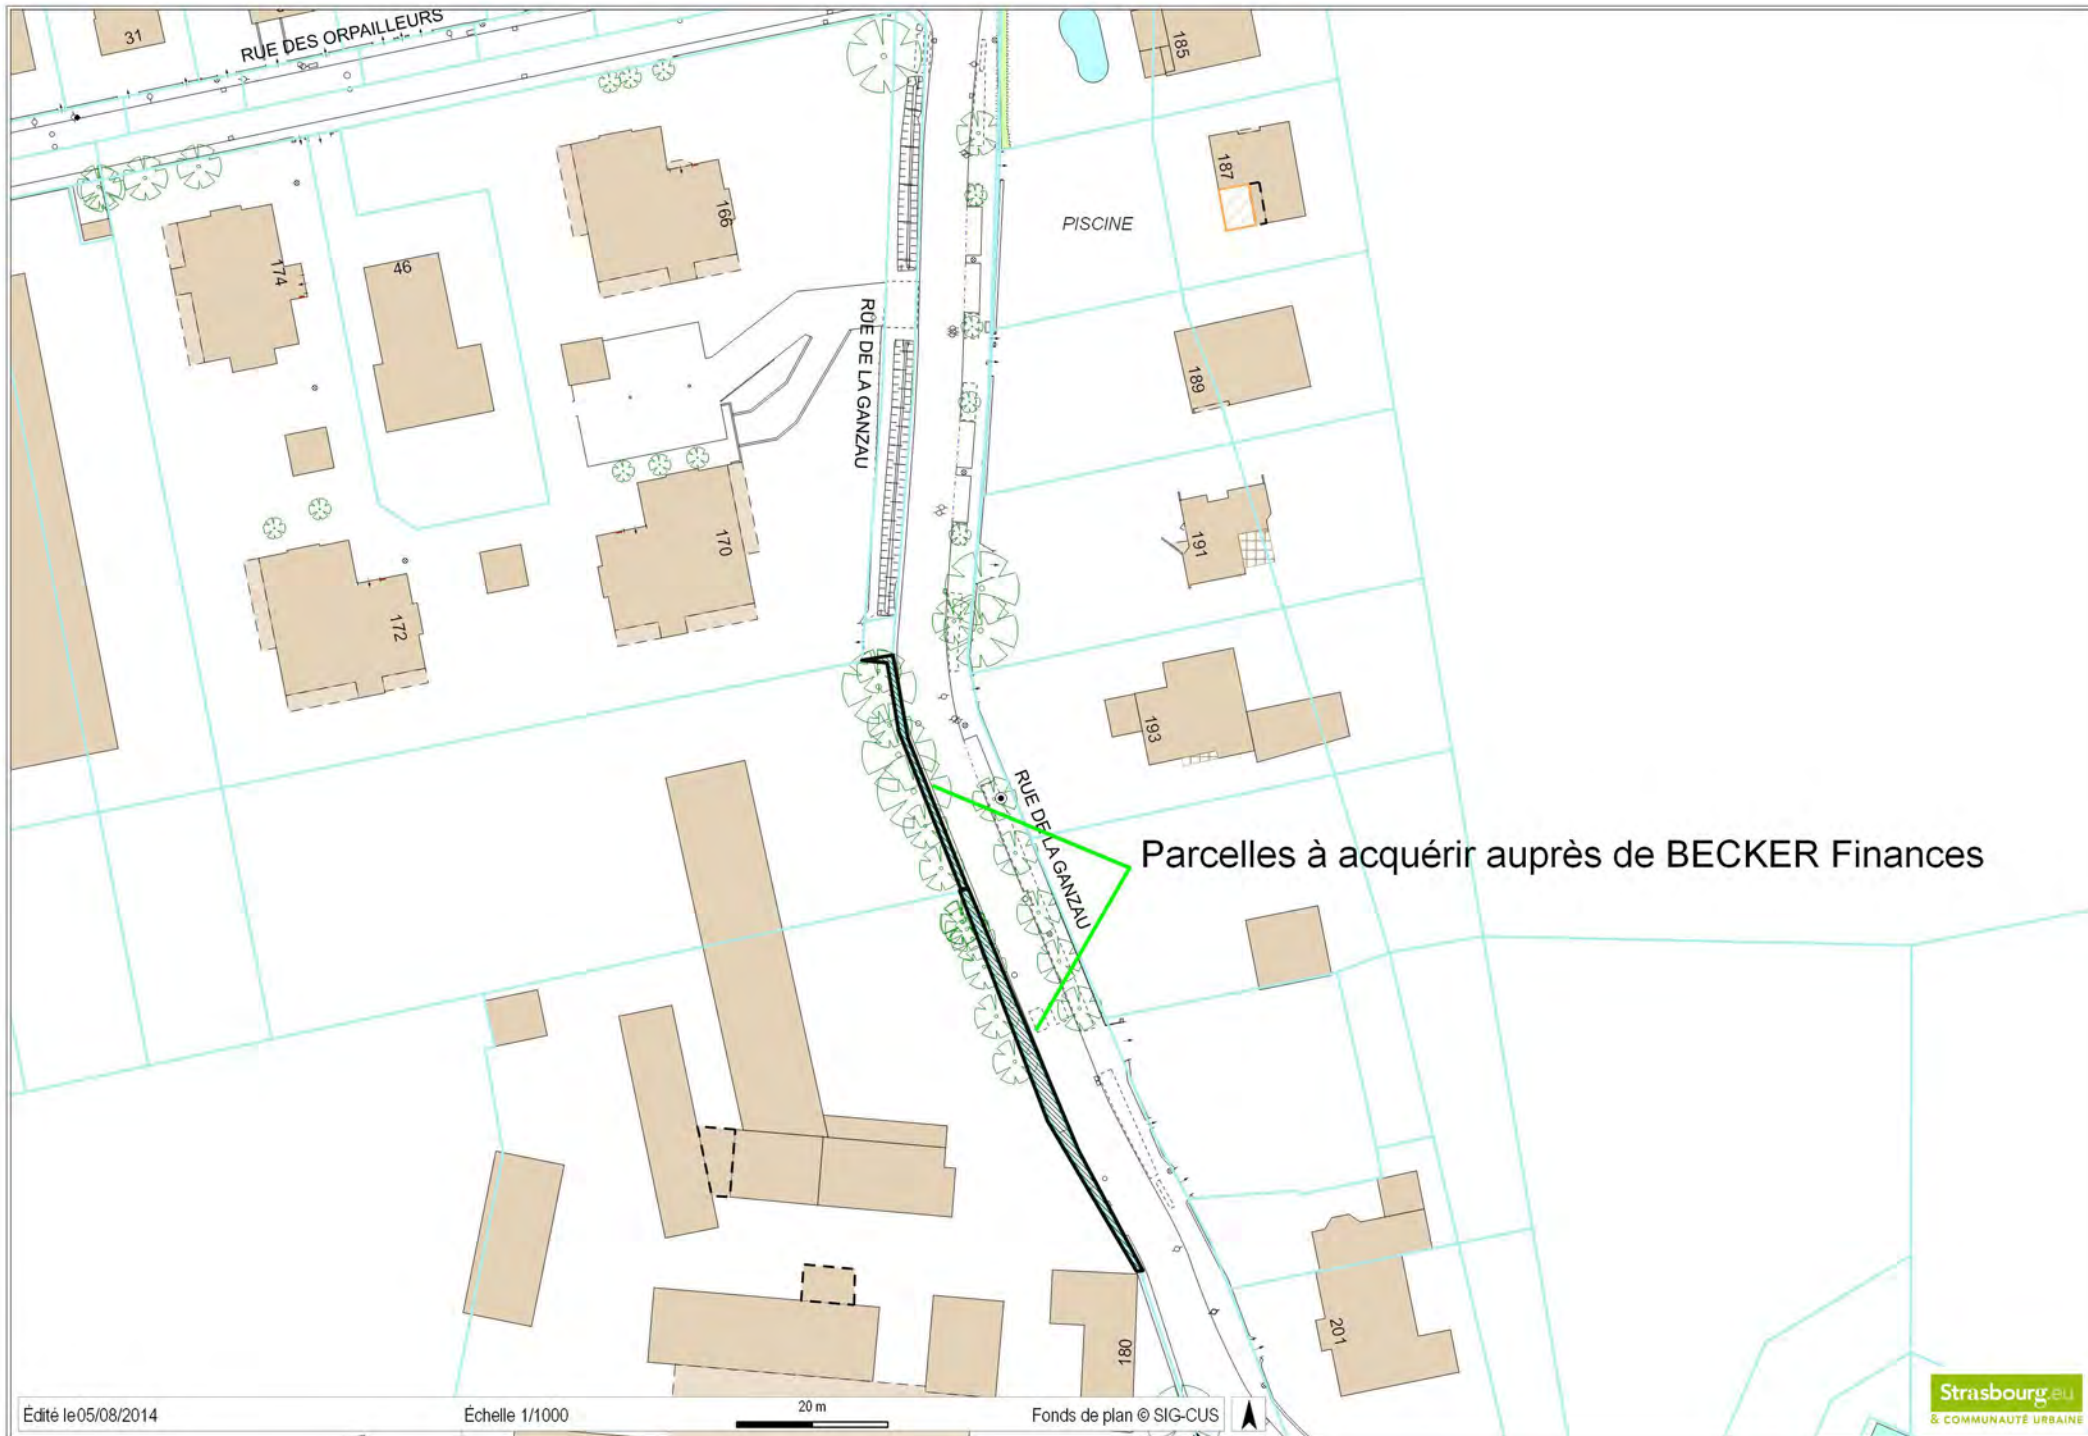 31
RUE DES ORPAILLEURS
185
187
PISCINE
166
174
46
RUE DE LA GANZAU
189
170
191
172
193
RUE DE LA GANZAU
Parcelles à acquérir auprès de BECKER Finances
201
180
Édité le05/08/2014
Échelle 1/1000
20 m
Fonds de plan © SIG-CUS
Strasbourg.eu
& COMMUNAUTÉ URBAINE